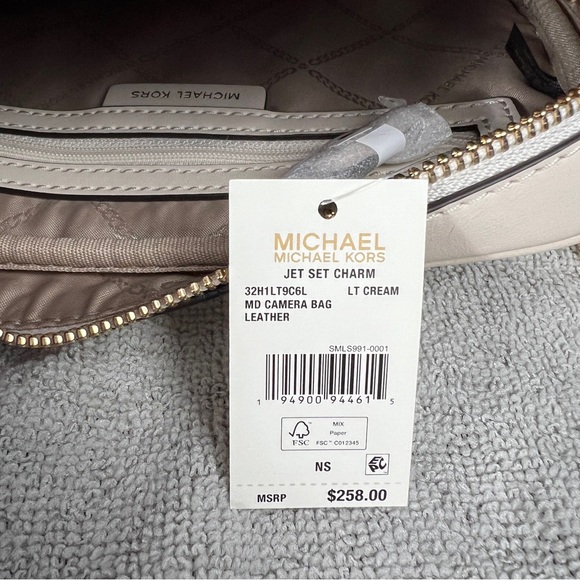 MICHAEL KORS
MICHAEL
MICHAEL KORS
JET SET CHARM
32H1LT9C6L LT CREAM
MD CAMERA BAG
LEATHER
SMLS991-0001
1 94900 94461 5
FSC
MIX
Paper
FSC™ C012345
NS
MSRP $258.00